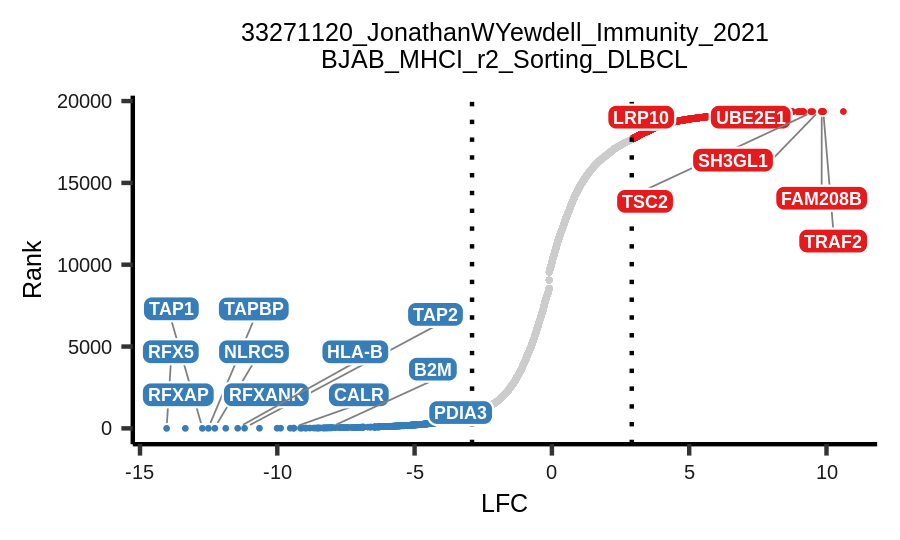 33271120_JonathanWYewdell_Immunity_2021
BJAB_MHCI_r2_Sorting_DLBCL
20000
15000
10000
5000
0
Rank
LRP10
UBE2E1
SH3GL1
TSC2
FAM208B
TRAF2
TAP1
TAPBP
TAP2
RFX5
NLRC5
HLA-B
B2M
RFXAP
RFXANK
CALR
PDIA3
-15
-10
-5
0
5
10
LFC